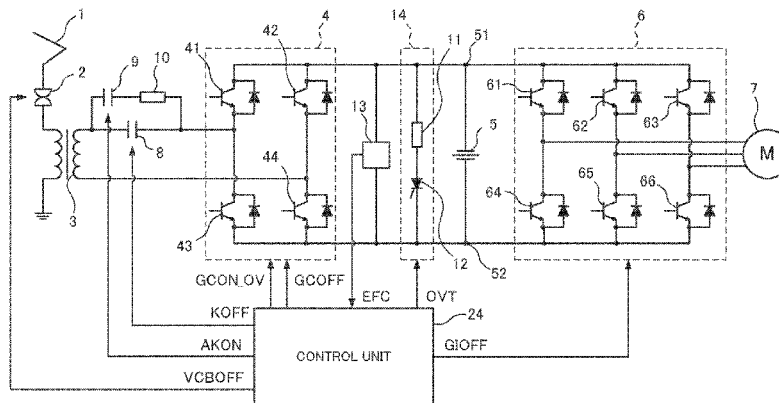 1
2
3
4
5
6
7
8
9
10
11
12
13
14
24
41
42
43
44
51
52
61
62
63
64
65
66
M
GCON_OV
GCOFF
KOFF
EFC
OVT
AKON
CONTROL UNIT
GIOFF
VCBOFF